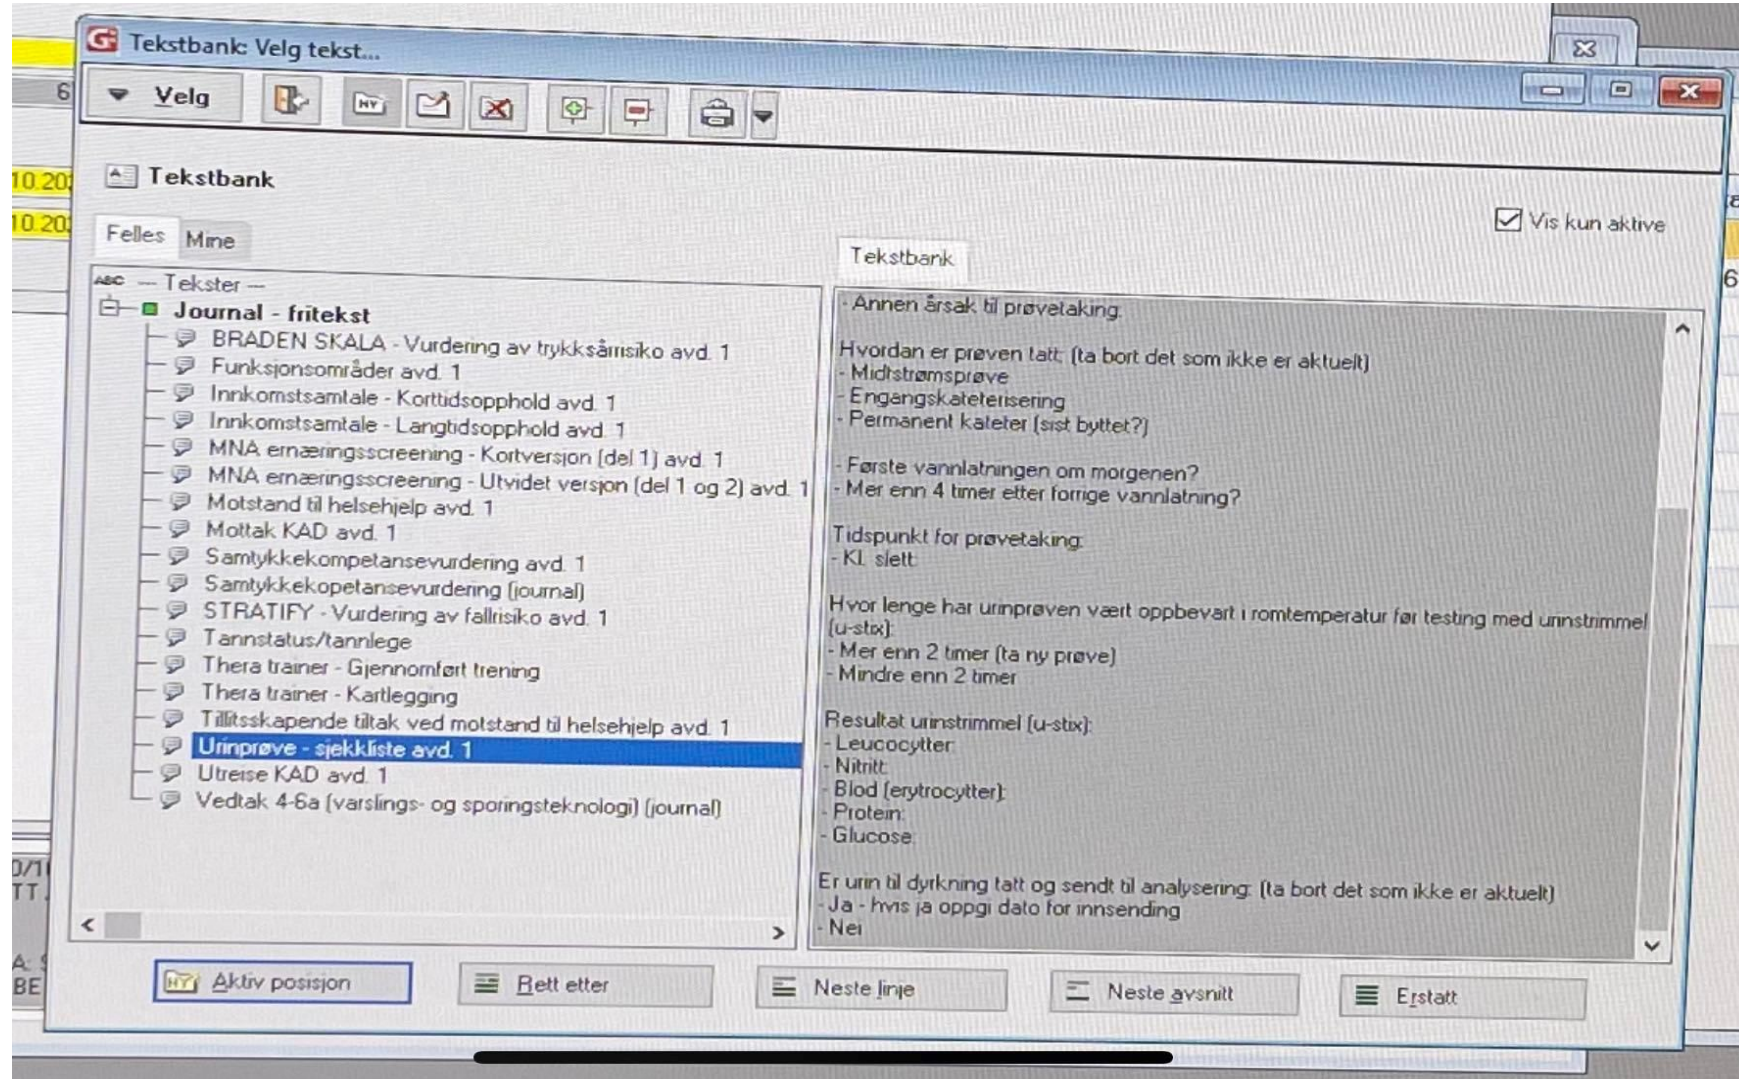 Tekstbank: Velg tekst...
6
Velg
NY
10.20
10.20
Tekstbank
Vis kun aktive
Felles Mine
Tekstbank
ABC --- Tekster ---
Journal - fritekst
BRADEN SKALA - Vurdering av trykksårrisiko avd. 1
Funksjonsområder avd. 1
Innkomstsamtale - Korttidsopphold avd. 1
Innkomstsamtale - Langtidsopphold avd. 1
MNA ernæringsscreening - Kortversjon (del 1) avd. 1
MNA ernæringsscreening - Utvidet versjon (del 1 og 2) avd. 1
Motstand til helsehjelp avd. 1
Mottak KAD avd. 1
Samtykkekompetansevurdering avd. 1
Samtykkekopetansevurdering (journal)
STRATIFY - Vurdering av fallrisiko avd. 1
Tannstatus/tannlege
Thera trainer - Gjennomført trening
Thera trainer - Kartlegging
Tillitsskapende tiltak ved motstand til helsehjelp avd. 1
Urinprøve - sjekkliste avd. 1
Utreise KAD avd. 1
Vedtak 4-6a (varslings- og sporingsteknologi) (journal)
- Annen årsak til prøvetaking:
Hvordan er prøven tatt: (ta bort det som ikke er aktuelt)
- Midtstrømsprøve
- Engangskateterisering
- Permanent kateter (sist byttet?)
- Første vannlatningen om morgenen?
- Mer enn 4 timer etter forrige vannlatning?
Tidspunkt for prøvetaking:
- Kl. slett:
Hvor lenge har urinprøven vært oppbevart i romtemperatur før testing med urinstrimmel
(u-stix):
- Mer enn 2 timer (ta ny prøve)
- Mindre enn 2 timer
Resultat urinstrimmel (u-stix):
- Leucocytter:
- Nitritt:
- Blod (erytrocytter):
- Protein:
- Glucose:
Er urin til dyrkning tatt og sendt til analysering: (ta bort det som ikke er aktuelt)
- Ja - hvis ja oppgi dato for innsending
- Nei
TT
BE
NY Aktiv posisjon
Rett etter
Neste linje
Neste avsnitt
Erstatt